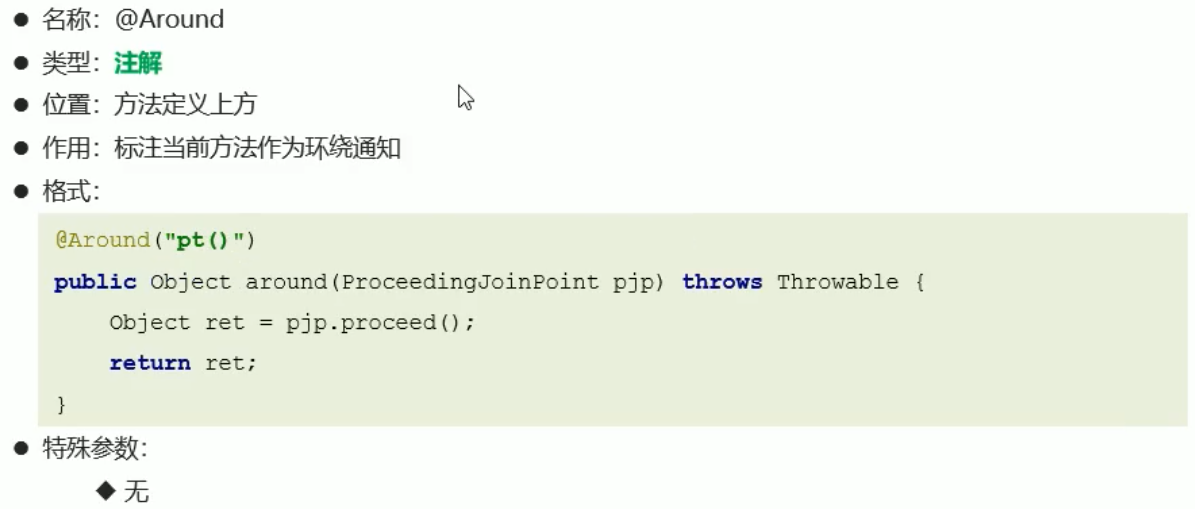 ● 名称：@Around
● 类型：注解
● 位置：方法定义上方
● 作用：标注当前方法作为环绕通知
● 格式：
@Around("pt()")
public Object around(ProceedingJoinPoint pjp) throws Throwable {
    Object ret = pjp.proceed();
    return ret;
}
● 特殊参数：
◆ 无